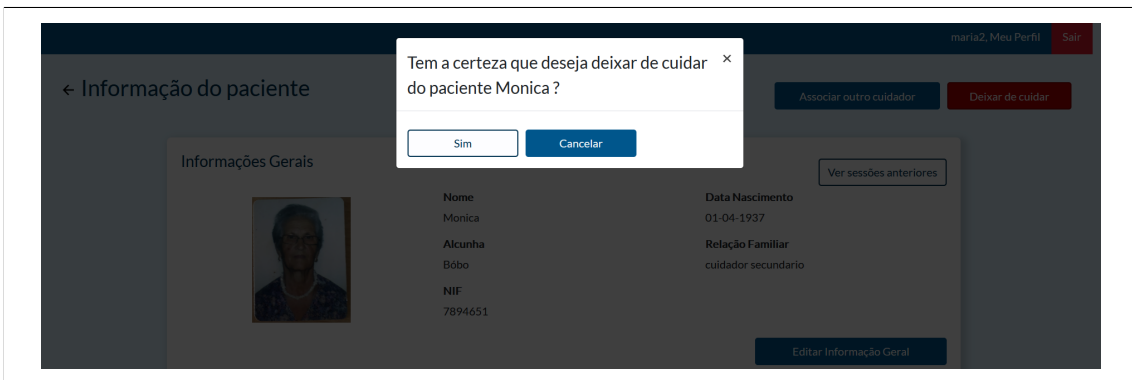 maria2, Meu Perfil Sair
Tem a certeza que deseja deixar de cuidar ×
do paciente Monica ?
← Informação do paciente
Associar outro cuidador Deixar de cuidar
Sim Cancelar
Informações Gerais
Ver sessões anteriores
Nome Data Nascimento
Monica 01-04-1937
Alcunha Relação Familiar
Bóbo cuidador secundario
NIF
7894651
Editar Informação Geral